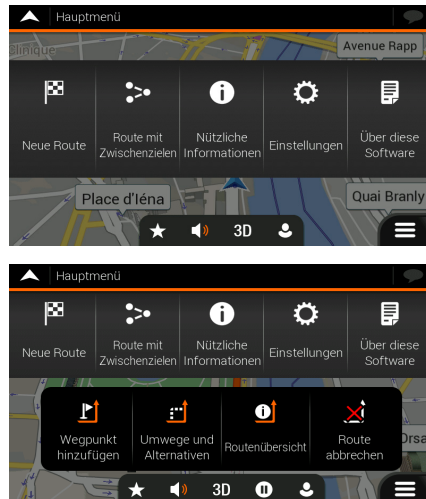 Hauptmenü
Clinique
Avenue Rapp
Neue Route
Route mit
Zwischenzielen
Nützliche
Informationen
Einstellungen
Über diese
Software
Place d'Iéna
Quai Branly
3D
Hauptmenü
Neue Route
Route mit
Zwischenzielen
Nützliche
Informationen
Einstellungen
Über diese
Software
Wegpunkt
hinzufügen
Umwege und
Alternativen
Routenübersicht
Route
abbrechen
Orsa
3D